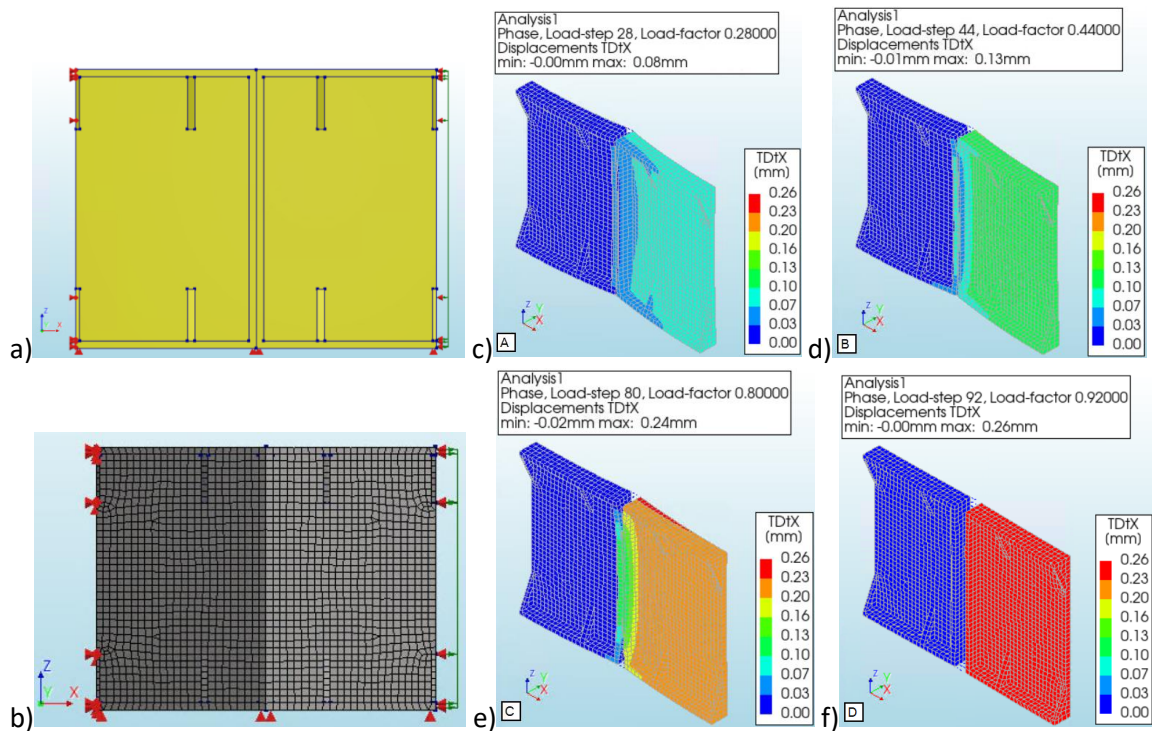 a)
Z
Y
X
b)
Z
Y
X
c)
Analysis1
Phase, Load-step 28, Load-factor 0.28000
Displacements TDtX
min: -0.00mm max: 0.08mm
TDtX
(mm)
0.26
0.23
0.20
0.16
0.13
0.10
0.07
0.03
0.00
Z
Y
X
A
d)
Analysis1
Phase, Load-step 44, Load-factor 0.44000
Displacements TDtX
min: -0.01mm max: 0.13mm
TDtX
(mm)
0.26
0.23
0.20
0.16
0.13
0.10
0.07
0.03
0.00
Z
Y
X
B
e)
Analysis1
Phase, Load-step 80, Load-factor 0.80000
Displacements TDtX
min: -0.02mm max: 0.24mm
TDtX
(mm)
0.26
0.23
0.20
0.16
0.13
0.10
0.07
0.03
0.00
Z
Y
X
C
f)
Analysis1
Phase, Load-step 92, Load-factor 0.92000
Displacements TDtX
min: -0.00mm max: 0.26mm
TDtX
(mm)
0.26
0.23
0.20
0.16
0.13
0.10
0.07
0.03
0.00
Z
Y
X
D